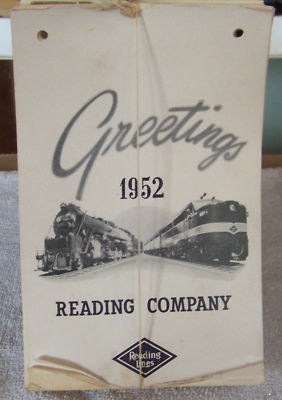 Greetings
1952
READING COMPANY
Reading
Lines